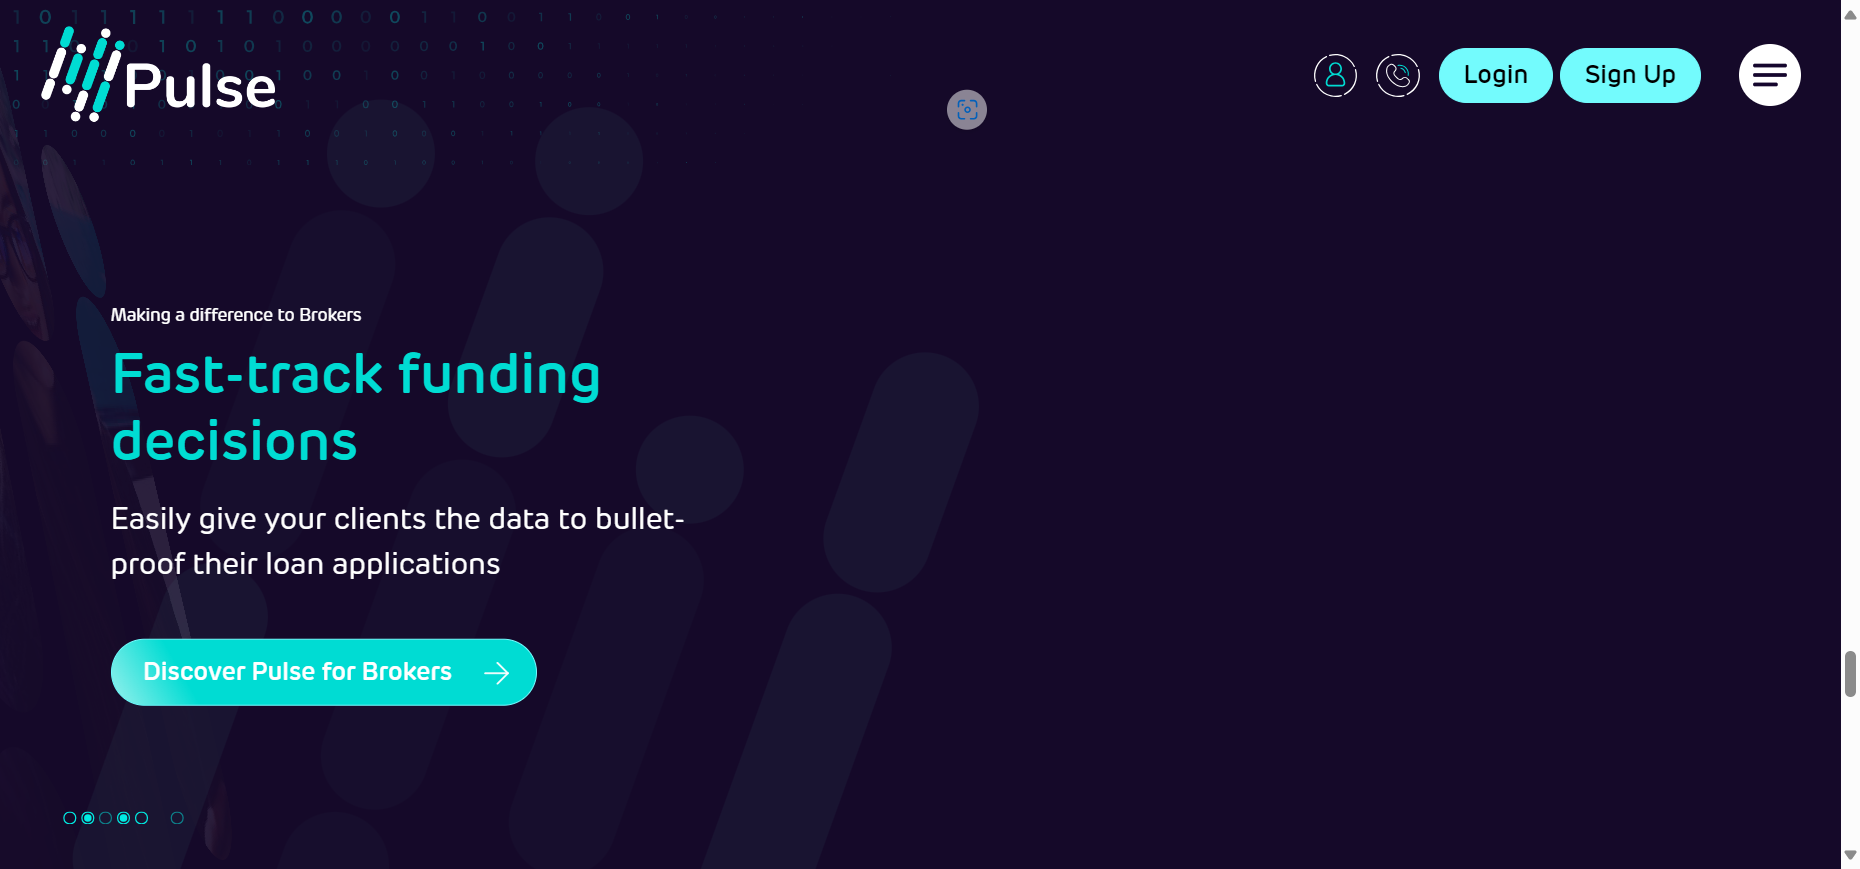 Pulse
Login
Sign Up
Making a difference to Brokers
Fast-track funding
decisions
Easily give your clients the data to bullet-
proof their loan applications
Discover Pulse for Brokers